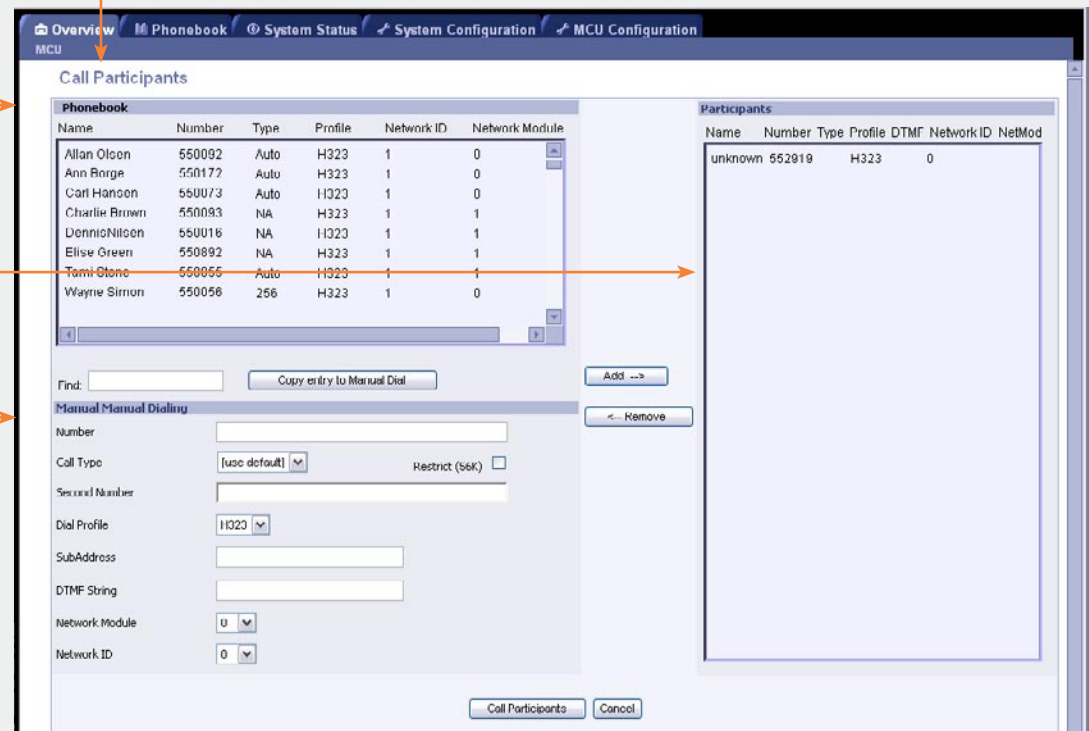 Overview Phonebook System Status System Configuration MCU Configuration
MCU
Call Participants
Phonebook
Name Number Type Profile Network ID Network Module
Allan Olsen 550092 Auto H323 1 0
Ann Borge 550172 Auto H323 1 0
Carl Hansen 550073 Auto H323 1 0
Charlie Brown 550093 NA H323 1 1
DennisNilsen 550016 NA H323 1 1
Elise Green 550892 NA H323 1 1
Tami Stone 550055 Auto H323 1 1
Wayne Simon 550056 256 H323 1 0
Find: Copy entry to Manual Dial
Manual Manual Dialing
Number
Call Type [use default] Restrict (56K)
Second Number
Dial Profile H323
SubAddress
DTMF String
Network Module 0
Network ID 0
Add -->
<-- Remove
Participants
Name Number Type Profile DTMF Network ID NetMod
unknown 552919 H323 0
Call Participants Cancel